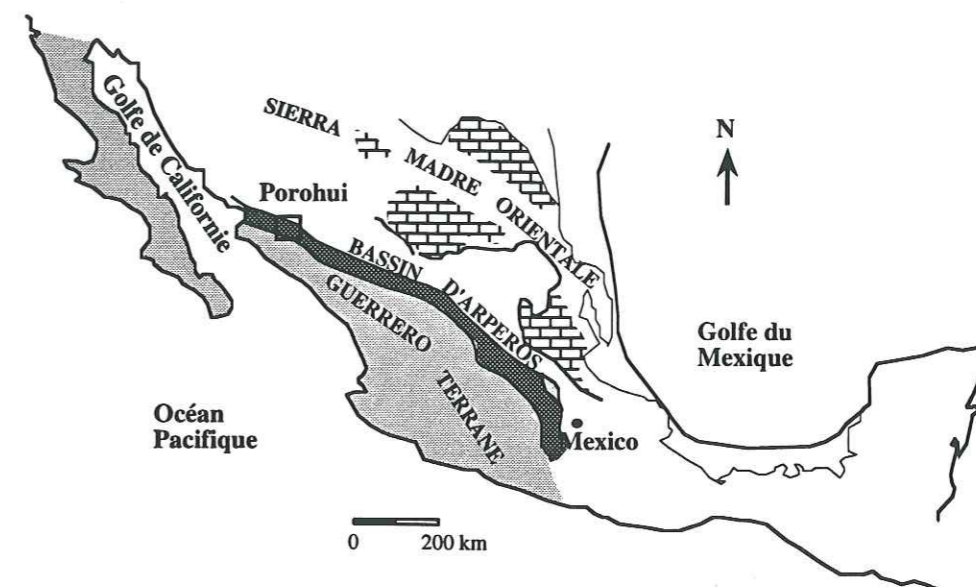 Golfe de Californie
SIERRA
MADRE
ORIENTALE
N
Porohui
BASSIN
D'ARPEROS
GUERRERO
TERRANE
Golfe du
Mexique
Océan
Pacifique
Mexico
0 200 km